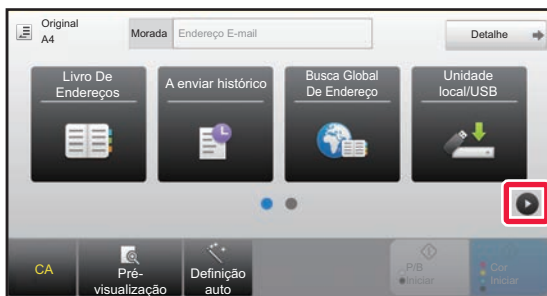 Original
A4
Morada
Endereço E-mail
Detalhe
Livro De
Endereços
A enviar histórico
Busca Global
De Endereço
Unidade
local/USB
CA
Pré-
visualização
Definição
auto
P/B
Iniciar
Cor
Iniciar